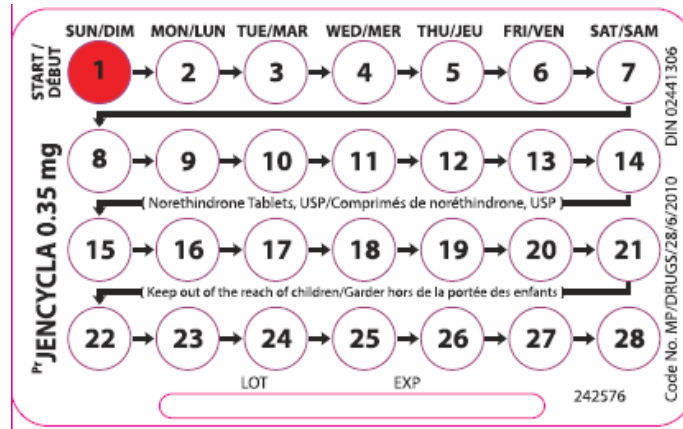 SUN/DIM MON/LUN TUE/MAR WED/MER THU/JEU FRI/VEN SAT/SAM
START /
DÉBUT
1 2 3 4 5 6 7
8 9 10 11 12 13 14
Norethindrone Tablets, USP/Comprimés de noréthindrone, USP
15 16 17 18 19 20 21
Keep out of the reach of children/Garder hors de la portée des enfants
22 23 24 25 26 27 28
LOT EXP
242576
Pr JENCYCLA 0.35 mg
Code No. MP/DRUGS/28/6/2010 DIN 02441306